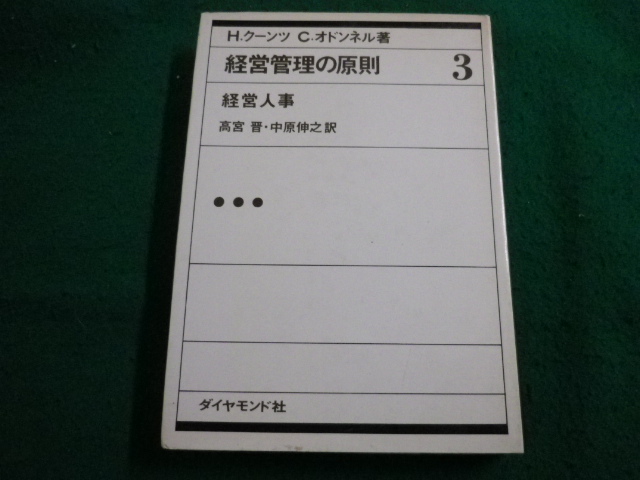 H.クーンツ C.オドンネル著
経営管理の原則 3
経営人事
高宮 晋・中原伸之訳
●●●
ダイヤモンド社